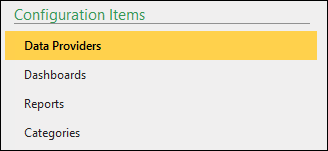 Configuration Items
Data Providers
Dashboards
Reports
Categories